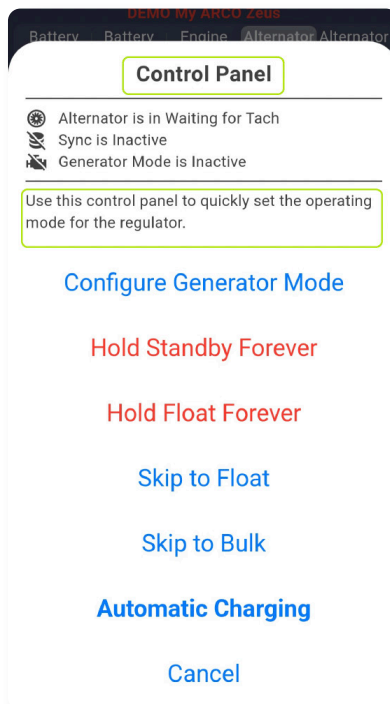 DEMO My ARCO Zeus
Battery Battery Engine Alternator Alternator
Control Panel
Alternator is in Waiting for Tach
Sync is Inactive
Generator Mode is Inactive
Use this control panel to quickly set the operating
mode for the regulator.
Configure Generator Mode
Hold Standby Forever
Hold Float Forever
Skip to Float
Skip to Bulk
Automatic Charging
Cancel